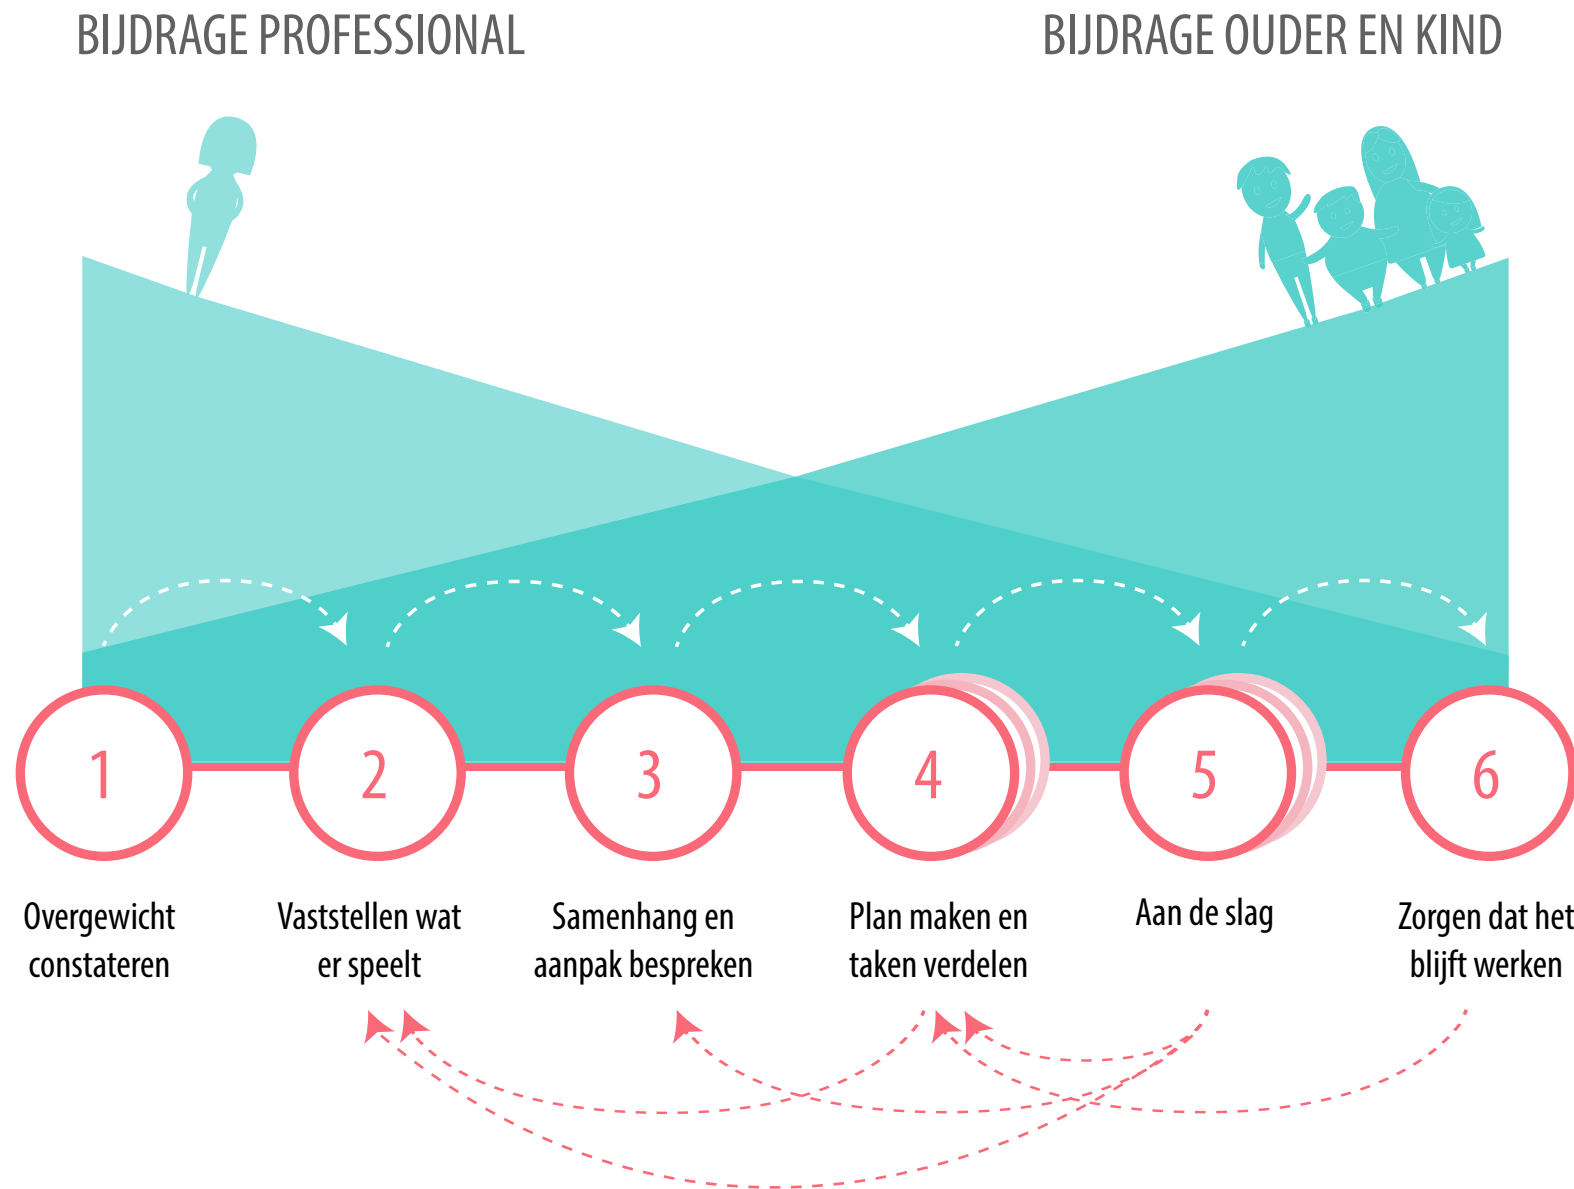 BIJDRAGE PROFESSIONAL
BIJDRAGE OUDER EN KIND
1
2
3
4
5
6
Overgewicht
constateren
Vaststellen wat
er speelt
Samenhang en
aanpak bespreken
Plan maken en
taken verdelen
Aan de slag
Zorgen dat het
blijft werken